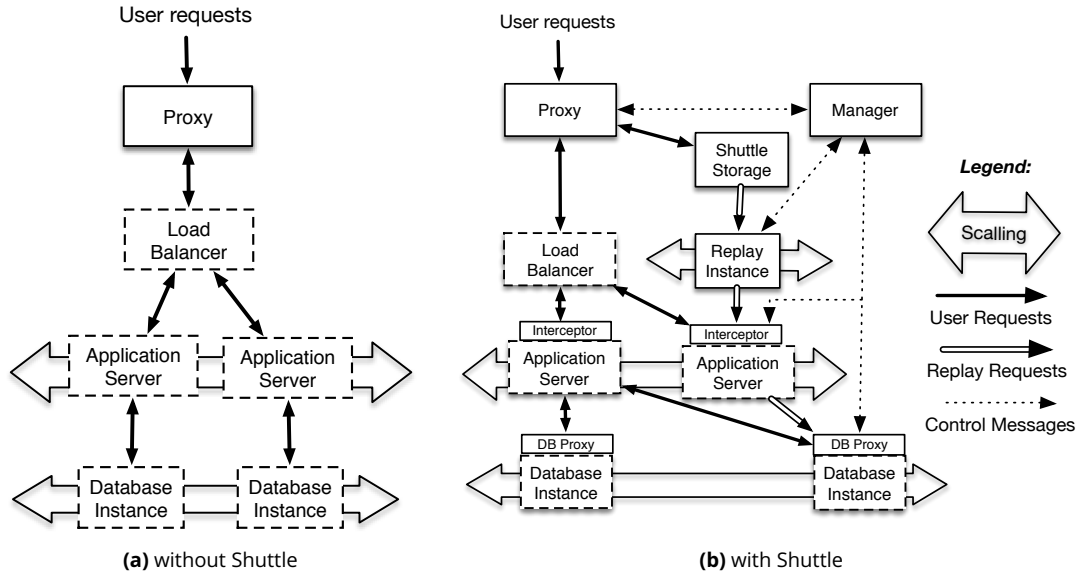 User requests
Proxy
Load
Balancer
Application
Server
Application
Server
Database
Instance
Database
Instance
(a) without Shuttle
User requests
Proxy
Manager
Shuttle
Storage
Load
Balancer
Replay
Instance
Interceptor
Application
Server
Interceptor
Application
Server
DB Proxy
Database
Instance
DB Proxy
Database
Instance
(b) with Shuttle
Legend:
Scalling
User Requests
Replay Requests
Control Messages